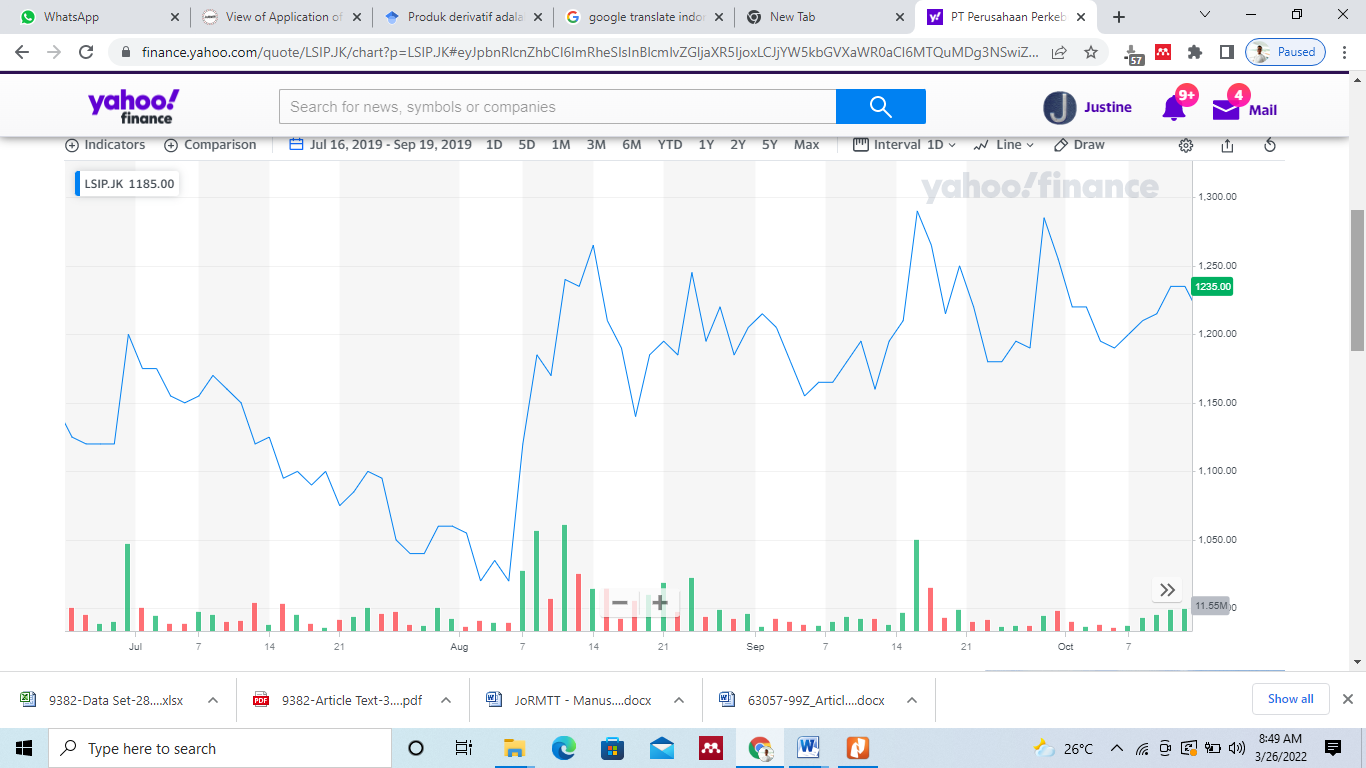 WhatsApp
View of Application of
Produk derivatif adala
google translate indor
New Tab
PT Perusahaan Perkeb
finance.yahoo.com/quote/LSIP.JK/chart?p=LSIP.JK#eyJpbnRlcnZhbCI6ImRheSIsInBlcmlvZGljaXR5IjoxLCJjYW5kbGVXaWR0aCI6MTQuMDg3NSwiZ...
57
Paused
yahoo!
finance
Search for news, symbols or companies
Justine
9+
4
Mail
Indicators
Comparison
Jul 16, 2019 - Sep 19, 2019
1D 5D 1M 3M 6M YTD 1Y 2Y 5Y Max
Interval 1D
Line
Draw
LSIP.JK 1185.00
yahoo!finance
1,300.00
1,250.00
1235.00
1,200.00
1,150.00
1,100.00
1,050.00
11.55M
Jul 7 14 21 Aug 7 14 21 Sep 7 14 21 Oct 7
9382-Data Set-28....xlsx
9382-Article Text-3....pdf
JoRMTT - Manus....docx
63057-99Z_Articl....docx
Show all
Type here to search
26°C
8:49 AM
3/26/2022